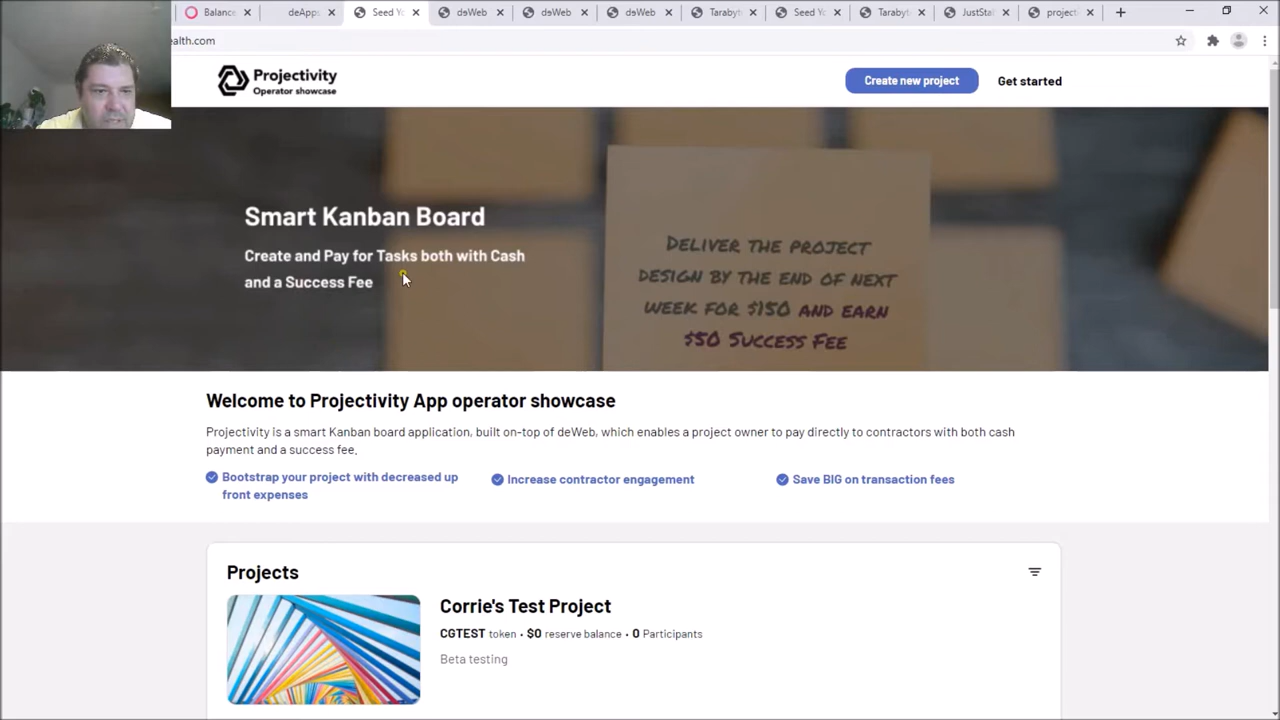 Balance
deApps
Seed Yo
deWeb
deWeb
deWeb
Taraby
Seed Yo
Taraby
JustSta
project
ealth.com
Projectivity
Operator showcase
Create new project
Get started
Smart Kanban Board
Create and Pay for Tasks both with Cash
and a Success Fee
DELIVER THE PROJECT
DESIGN BY THE END OF NEXT
WEEK FOR $150 AND EARN
$50 SUCCESS FEE
Welcome to Projectivity App operator showcase
Projectivity is a smart Kanban board application, built on-top of deWeb, which enables a project owner to pay directly to contractors with both cash
payment and a success fee.
Bootstrap your project with decreased up
front expenses
Increase contractor engagement
Save BIG on transaction fees
Projects
Corrie's Test Project
CGTEST token • $0 reserve balance • 0 Participants
Beta testing